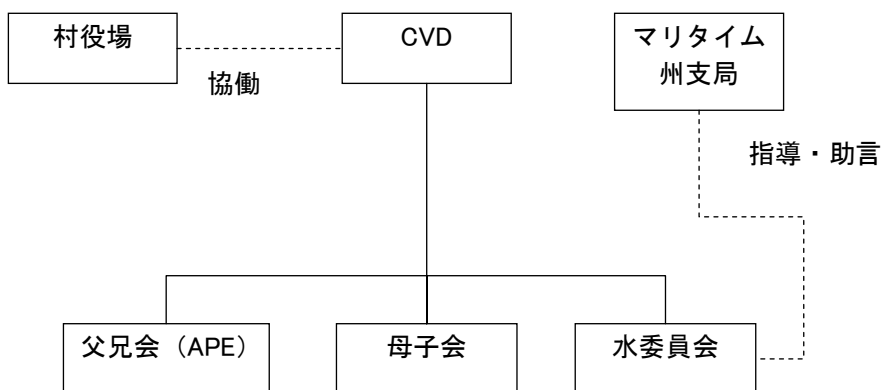 村役場
CVD
マリタイム
州支局
協働
指導・助言
父兄会（APE）
母子会
水委員会